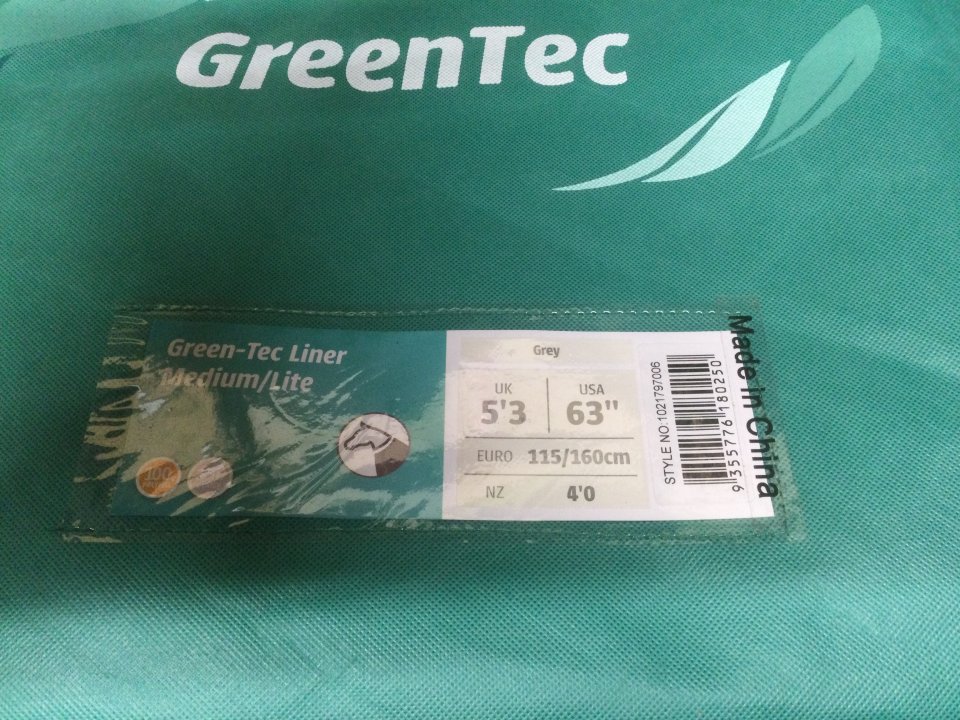 GreenTec
Green-Tec Liner
Medium/Lite
100
Grey
UK
5'3
USA
63"
EURO 115/160cm
NZ 4'0
STYLE NO:1021797006
9 355776 180250
Made in China